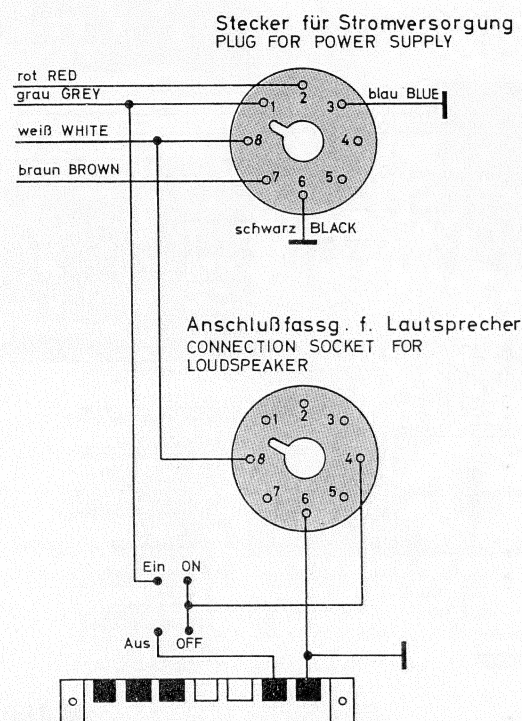 Stecker für Stromversorgung
PLUG FOR POWER SUPPLY
rot RED
grau GREY
weiß WHITE
braun BROWN
blau BLUE
1
2
3
4
5
6
7
8
schwarz BLACK
Anschlußfassg. f. Lautsprecher
CONNECTION SOCKET FOR
LOUDSPEAKER
1
2
3
4
5
6
7
8
Ein ON
Aus OFF